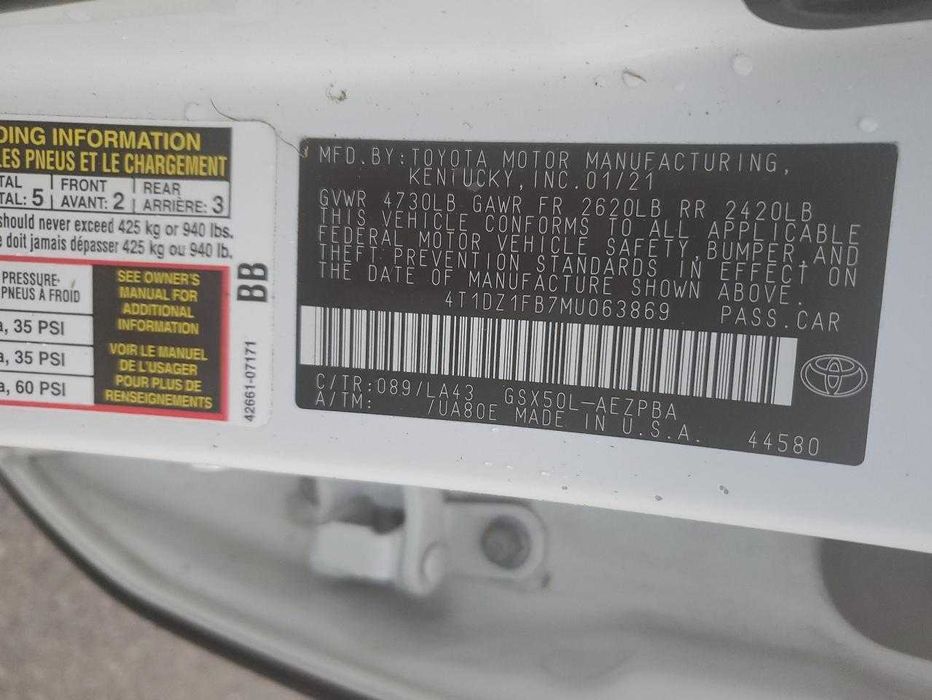 DING INFORMATION
LES PNEUS ET LE CHARGEMENT
TAL FRONT REAR
TAL: 5 AVANT: 2 ARRIÈRE: 3
should never exceed 425 kg or 940 lbs.
e doit jamais dépasser 425 kg ou 940 lb.
PRESSURE
PNEUS À FROID
a, 35 PSI
a, 35 PSI
a, 60 PSI
SEE OWNER'S
MANUAL FOR
ADDITIONAL
INFORMATION
VOIR LE MANUEL
DE L'USAGER
POUR PLUS DE
RENSEIGNEMENTS
BB
42661-07171
MFD.BY:TOYOTA MOTOR MANUFACTURING,
KENTUCKY,INC.01/21
GVWR 4730LB GAWR FR 2620LB RR 2420LB
THIS VEHICLE CONFORMS TO ALL APPLICABLE
FEDERAL MOTOR VEHICLE SAFETY,BUMPER,AND
THEFT PREVENTION STANDARDS IN EFFECT ON
THE DATE OF MANUFACTURE SHOWN ABOVE.
4T1DZ1FB7MU063869 PASS.CAR
C/TR:089/LA43 GSX50L-AEZPBA
A/TM: /UA80E MADE IN U.S.A. 44580